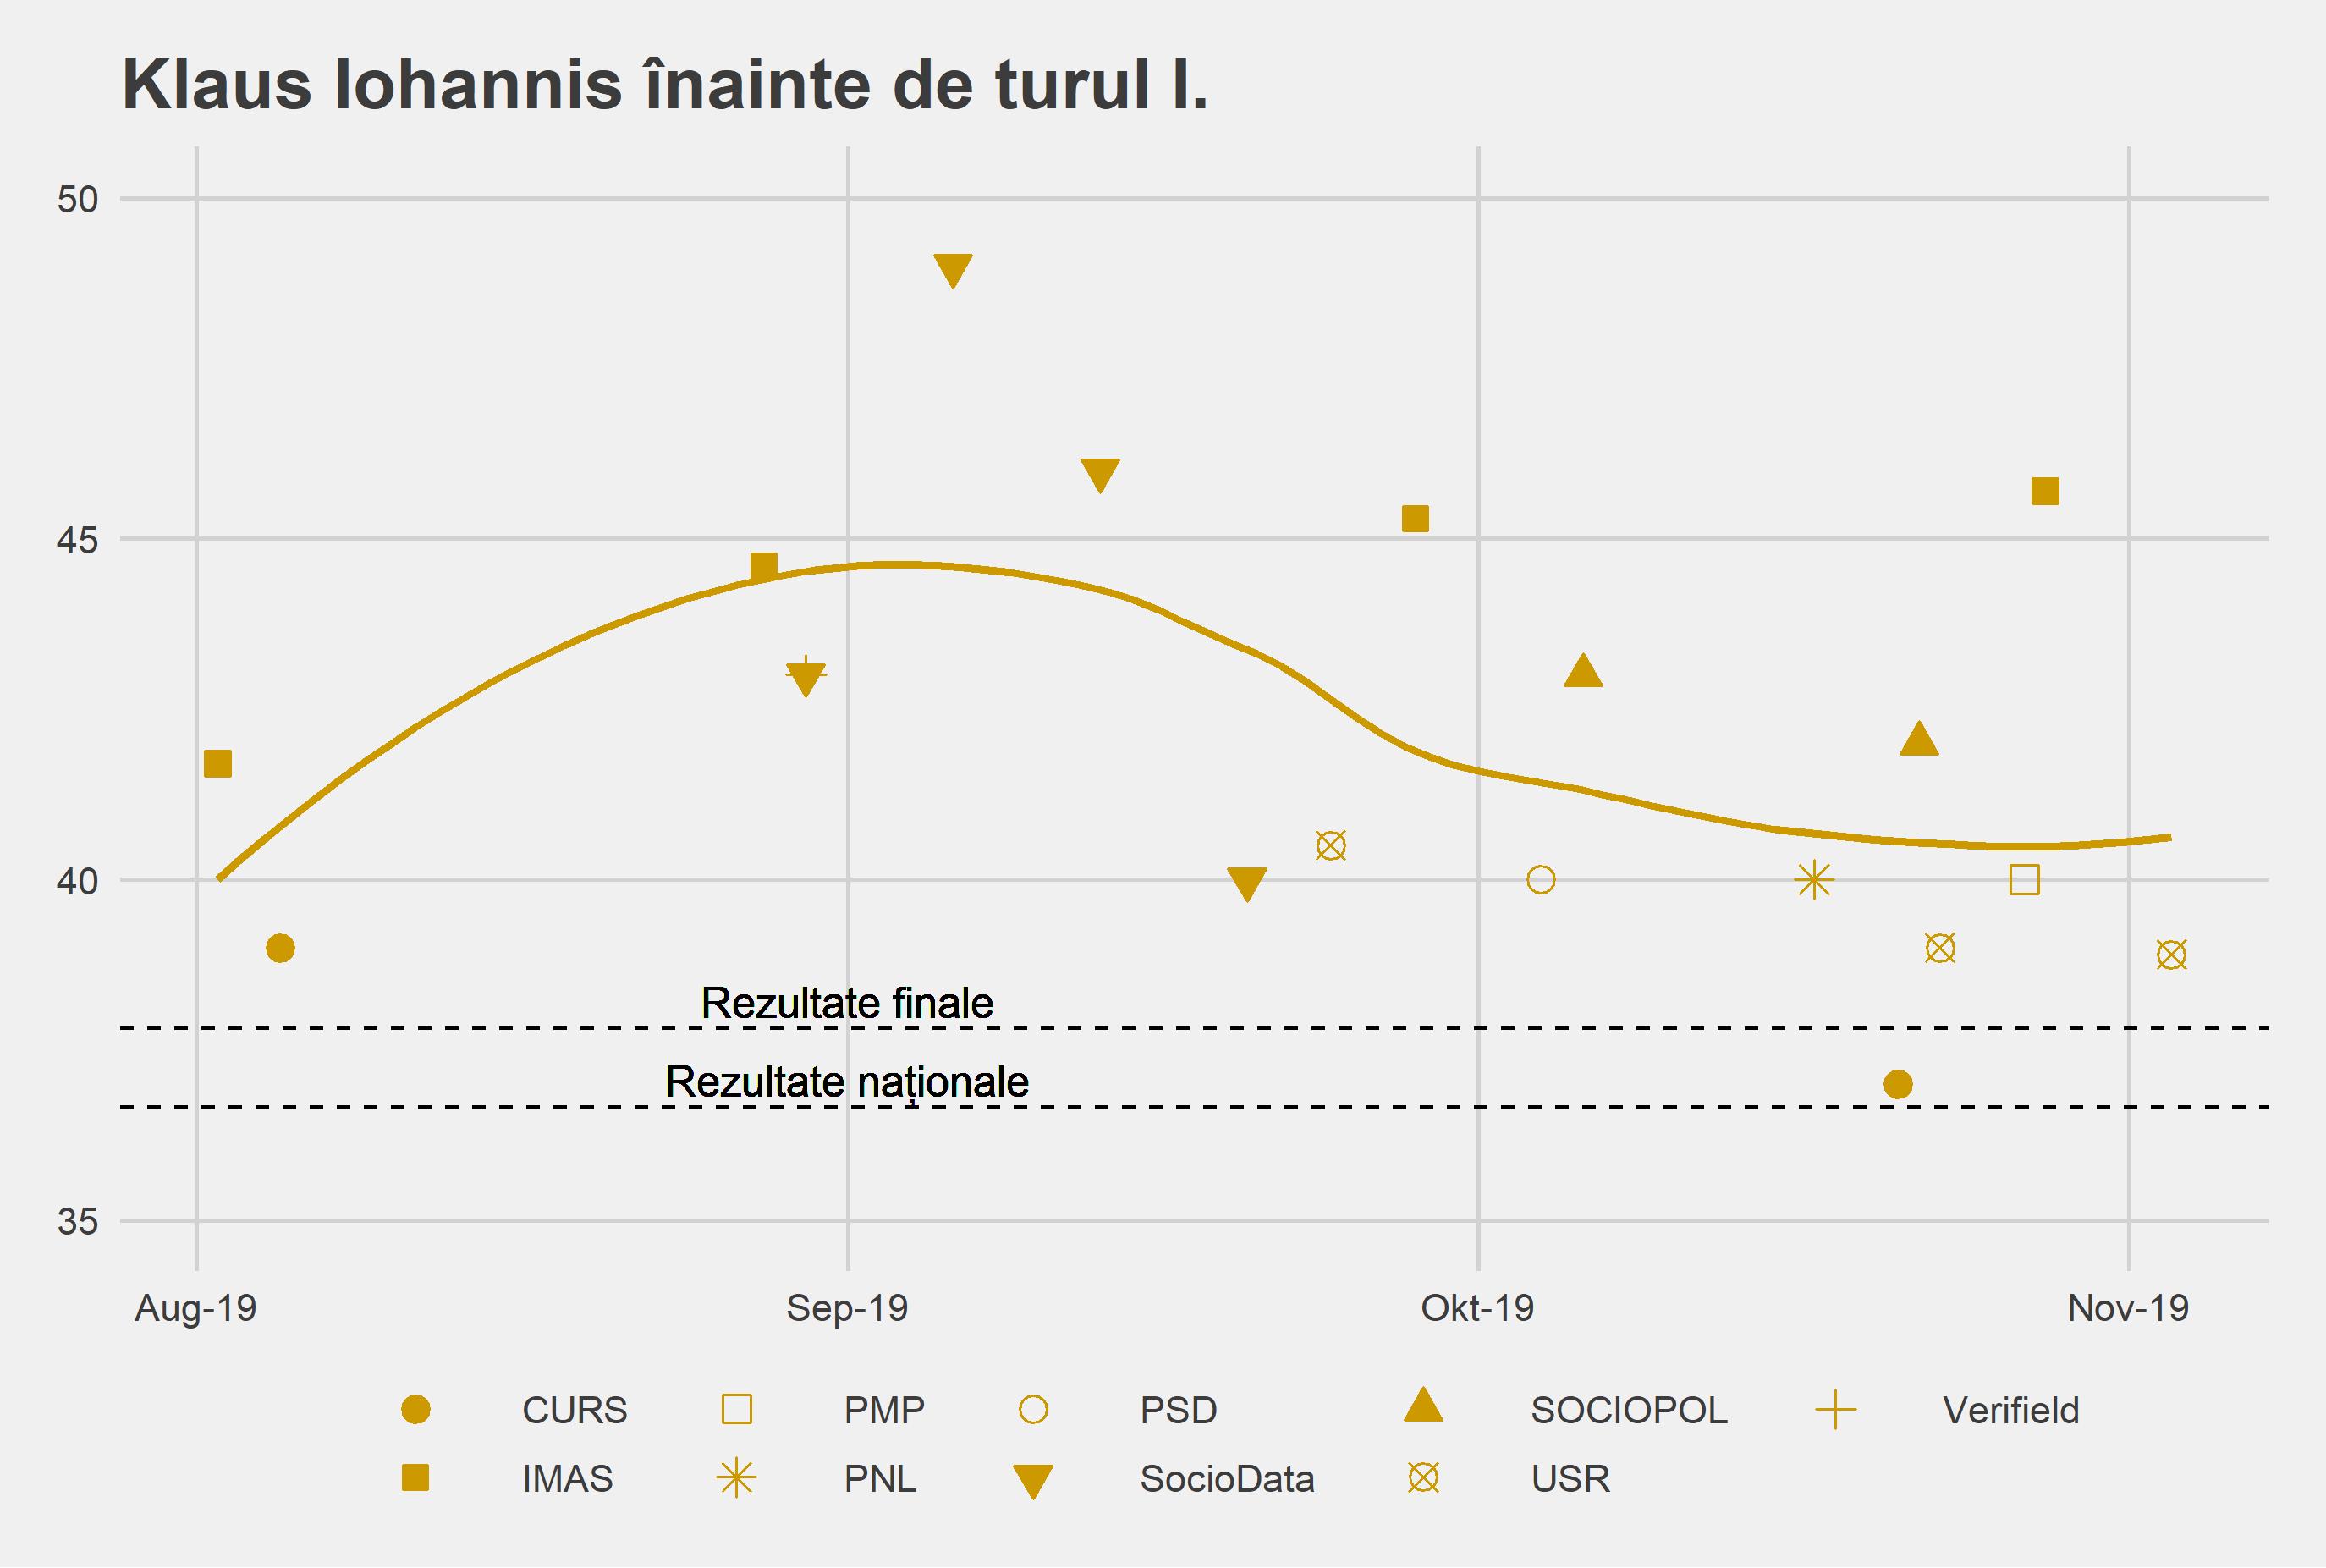 Klaus Iohannis înainte de turul I.
50
45
40
35
Rezultate finale
Rezultate naționale
Aug-19 Sep-19 Okt-19 Nov-19
CURS PMP PSD SOCIOPOL Verifield
IMAS PNL SocioData USR